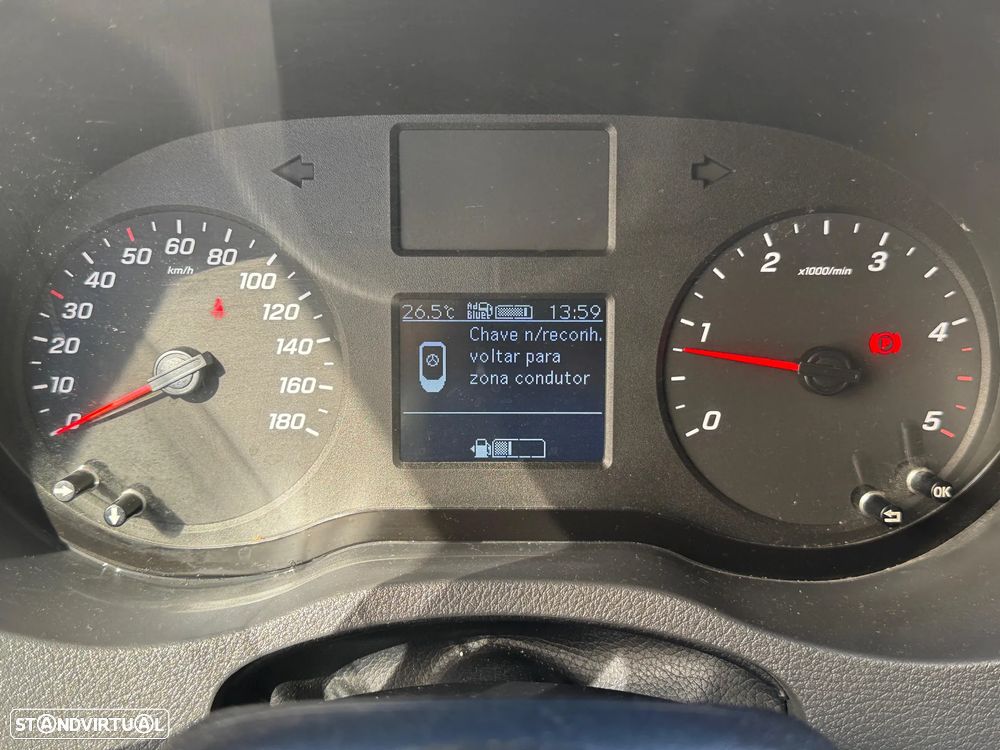 60
50
80
km/h
40
100
30
120
20
140
10
160
0
180
26.5°C
Ad
Blue
13:59
Chave n/reconh.
voltar para
zona condutor
2
x1000/min
3
1
4
P
0
5
OK
STANDVIRTUAL